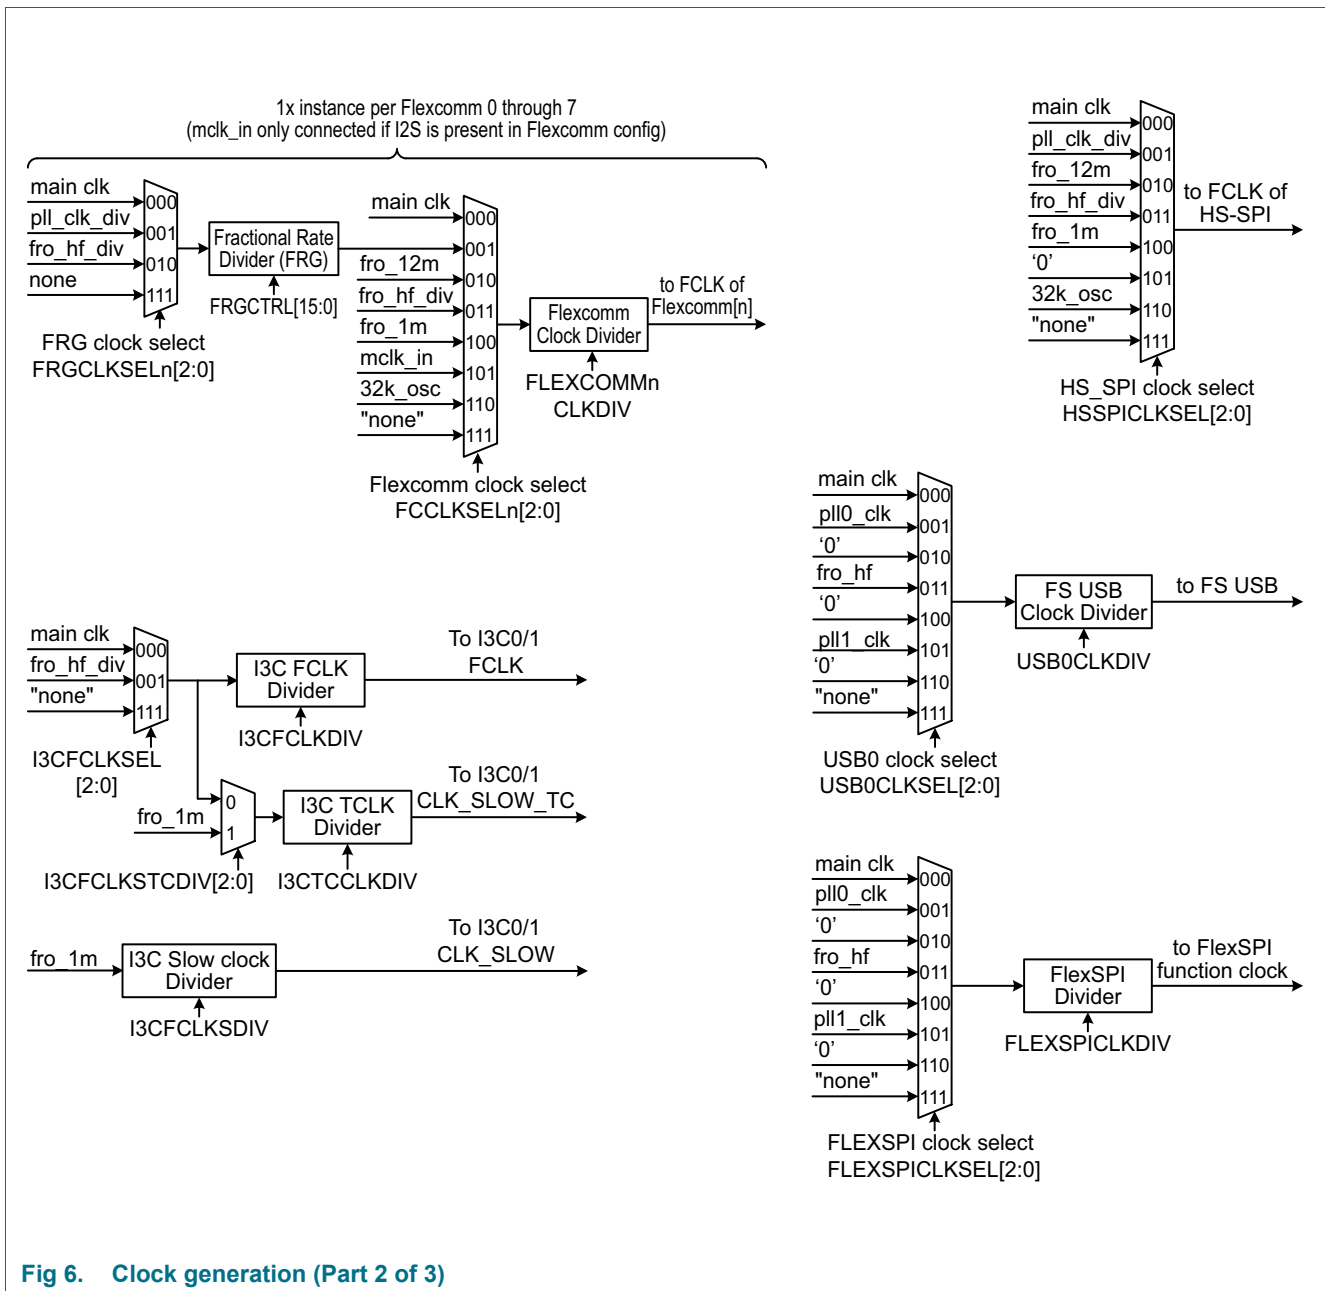 1x instance per Flexcomm 0 through 7
(mclk_in only connected if I2S is present in Flexcomm config)
main clk
000
pll_clk_div
001
fro_hf_div
010
none
111
FRG clock select
FRGCLKSELn[2:0]
Fractional Rate
Divider (FRG)
FRGCTRL[15:0]
main clk
000
001
fro_12m
010
fro_hf_div
011
fro_1m
100
mclk_in
101
32k_osc
110
"none"
111
Flexcomm clock select
FCCLKSELn[2:0]
Flexcomm
Clock Divider
FLEXCOMMn
CLKDIV
to FCLK of
Flexcomm[n]
main clk
000
pll_clk_div
001
fro_12m
010
fro_hf_div
011
fro_1m
100
‘0’
101
32k_osc
110
"none"
111
HS_SPI clock select
HSSPICLKSEL[2:0]
to FCLK of
HS-SPI
main clk
000
pll0_clk
001
‘0’
010
fro_hf
011
‘0’
100
pll1_clk
101
‘0’
110
"none"
111
USB0 clock select
USB0CLKSEL[2:0]
FS USB
Clock Divider
USB0CLKDIV
to FS USB
main clk
000
fro_hf_div
001
"none"
111
I3CFCLKSEL
[2:0]
I3C FCLK
Divider
I3CFCLKDIV
To I3C0/1
FCLK
0
fro_1m
1
I3CFCLKSTCDIV[2:0]
I3C TCLK
Divider
I3CTCCLKDIV
To I3C0/1
CLK_SLOW_TC
fro_1m
I3C Slow clock
Divider
I3CFCLKSDIV
To I3C0/1
CLK_SLOW
main clk
000
pll0_clk
001
‘0’
010
fro_hf
011
‘0’
100
pll1_clk
101
‘0’
110
"none"
111
FLEXSPI clock select
FLEXSPICLKSEL[2:0]
FlexSPI
Divider
FLEXSPICLKDIV
to FlexSPI
function clock
Fig 6. Clock generation (Part 2 of 3)